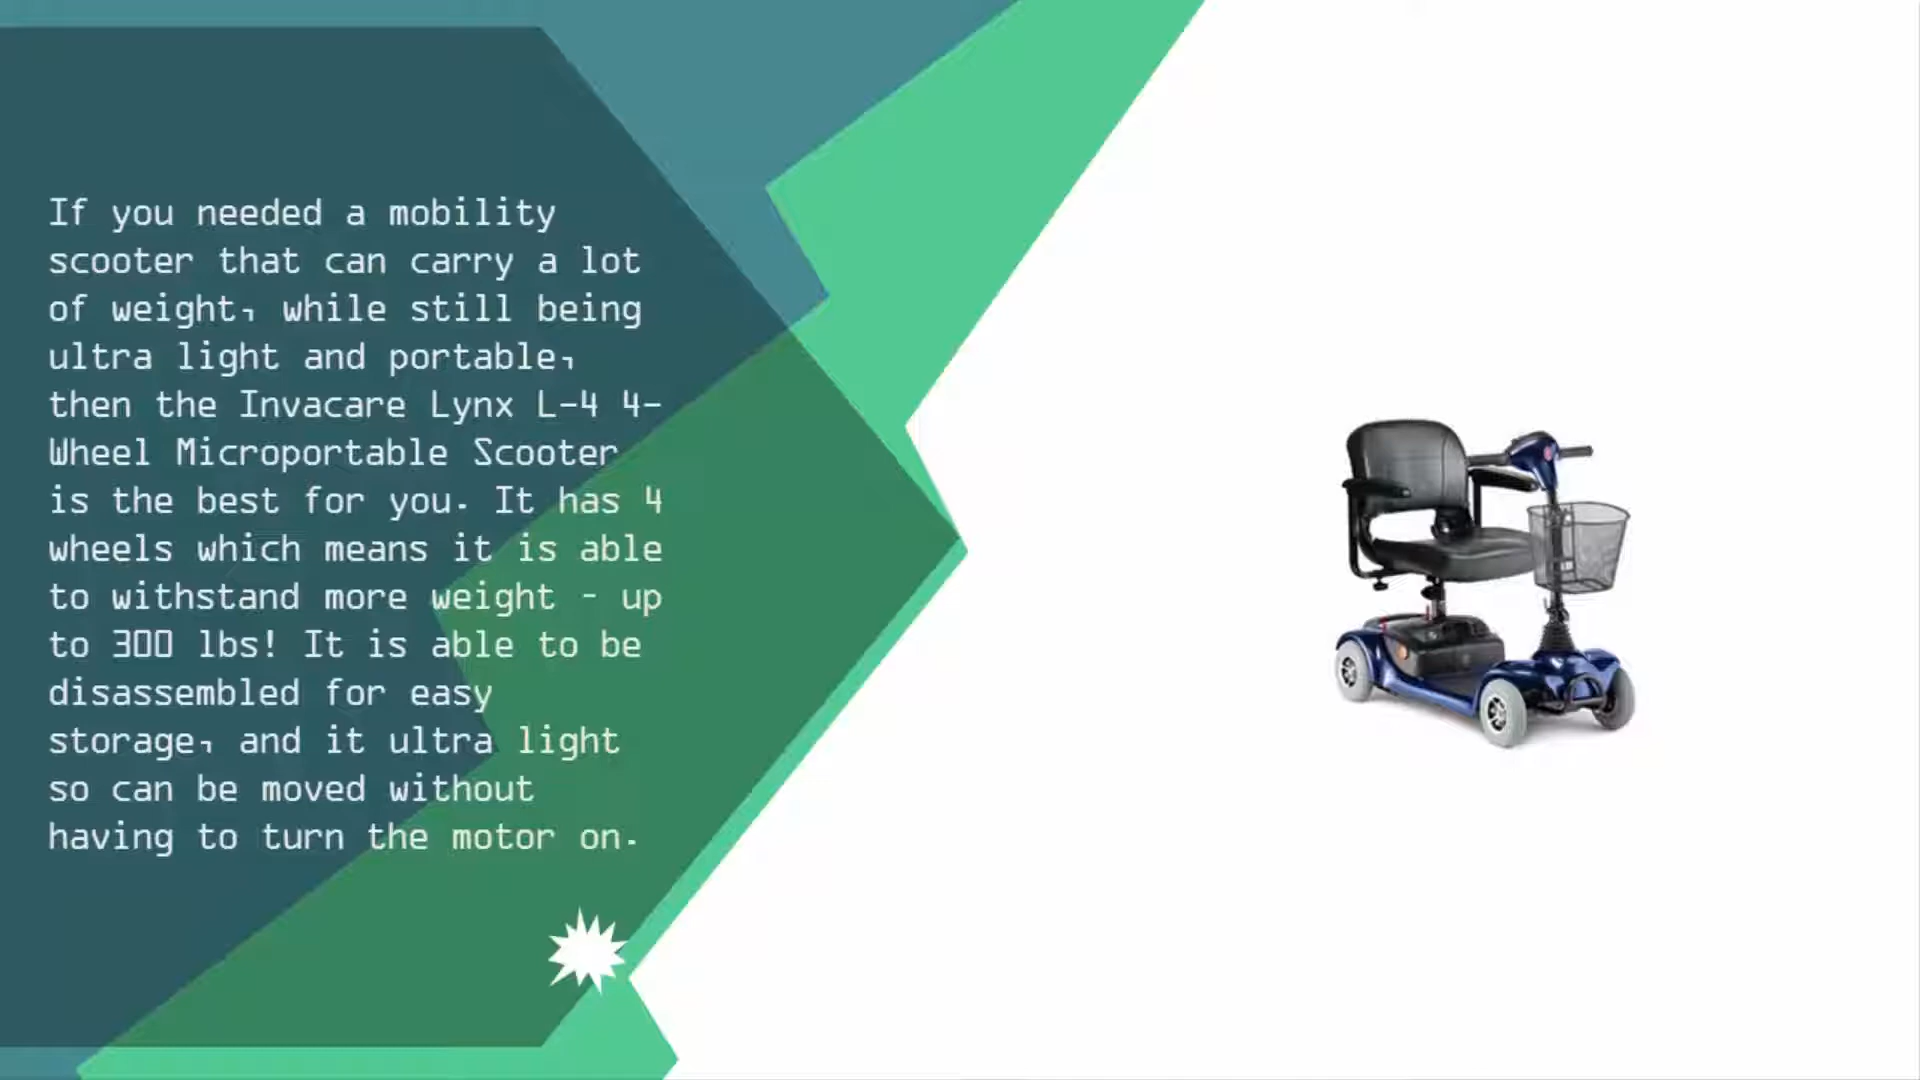 If you needed a mobility
scooter that can carry a lot
of weight, while still being
ultra light and portable,
then the Invacare Lynx L-4 4-
Wheel Microportable Scooter
is the best for you. It has 4
wheels which means it is able
to withstand more weight - up
to 300 lbs! It is able to be
disassembled for easy
storage, and it ultra light
so can be moved without
having to turn the motor on.